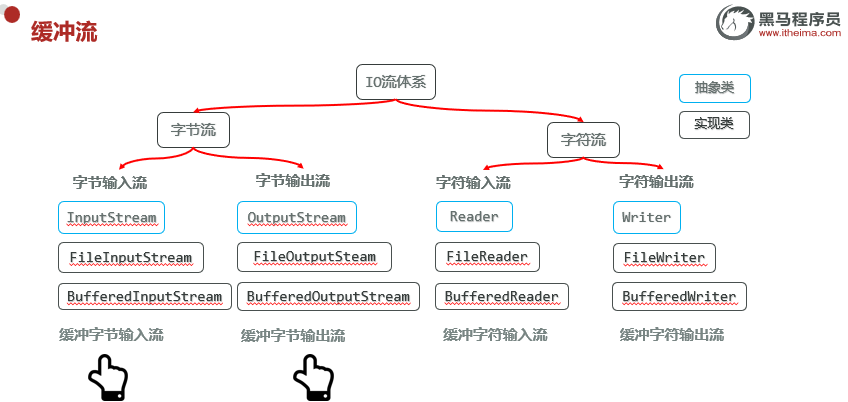 缓冲流
黑马程序员
www.itheima.com
IO流体系
抽象类
实现类
字节流
字符流
字节输入流
字节输出流
字符输入流
字符输出流
InputStream
OutputStream
Reader
Writer
FileInputStream
FileOutputSteam
FileReader
FileWriter
BufferedInputStream
BufferedOutputStream
BufferedReader
BufferedWriter
缓冲字节输入流
缓冲字节输出流
缓冲字符输入流
缓冲字符输出流